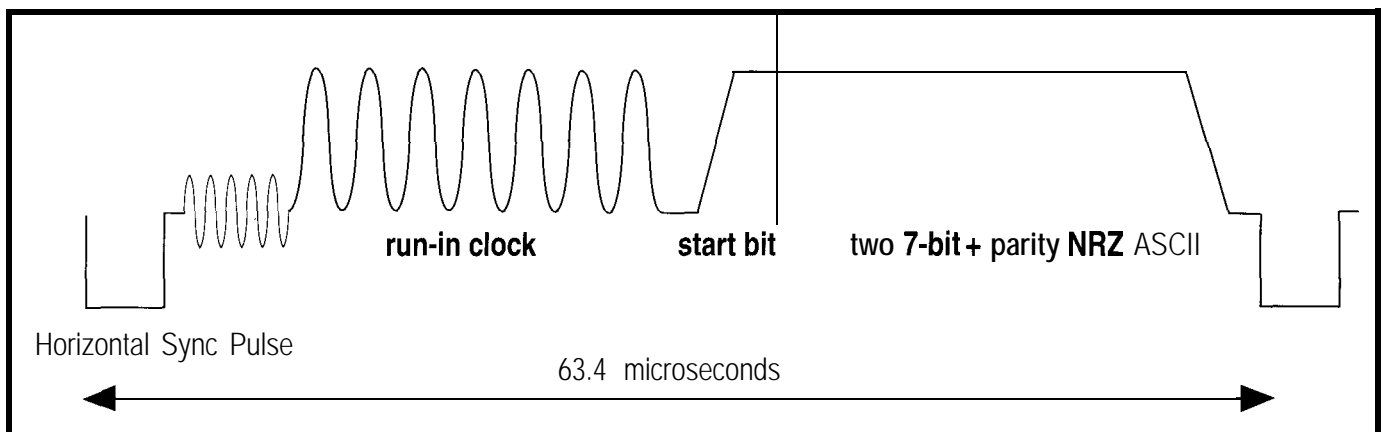 run-in clock start bit two 7-bit + parity NRZ ASCII
Horizontal Sync Pulse
63.4 microseconds